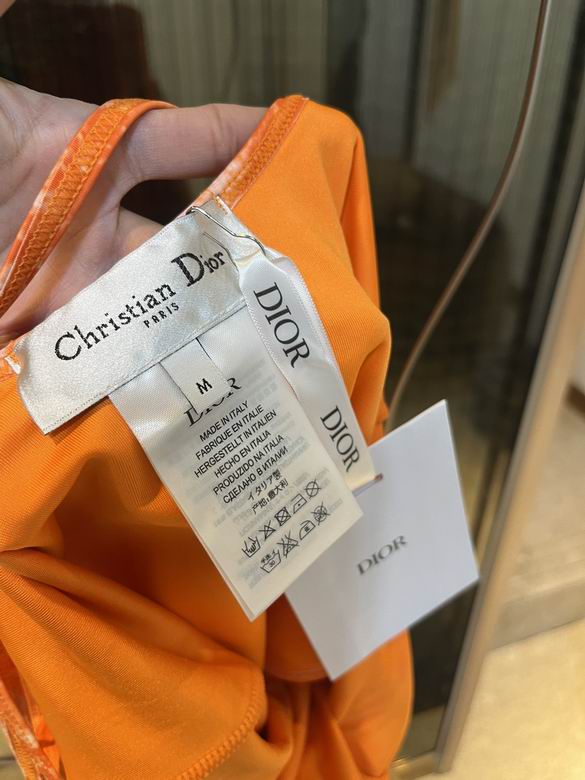 Christian Dior
PARIS
M
DIOR
MADE IN ITALY
FABRIQUE EN ITALIE
HERGESTELLT IN ITALIEN
HECHO EN ITALIA
PRODUZIDO NA ITALIA
СДЕЛАНО В ИТАЛИИ
イタリア製
产地:意大利
DIOR
DIOR
DIOR